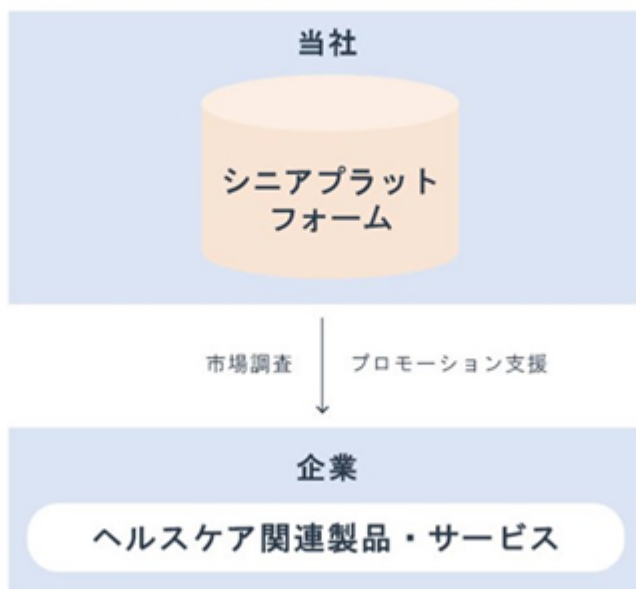 当社
シニアプラット
フォーム
市場調査
プロモーション支援
企業
ヘルスケア関連製品・サービス